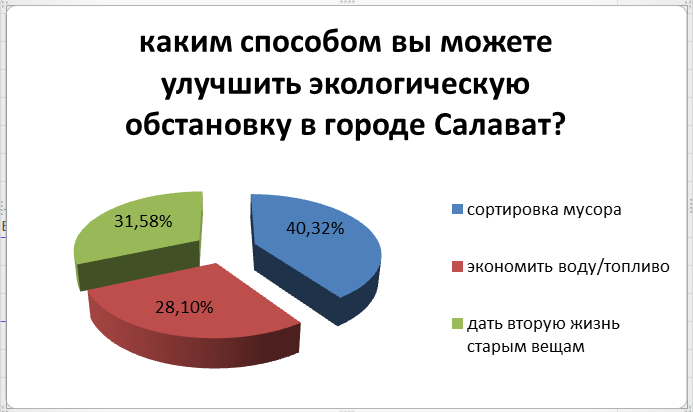 каким способом вы можете
улучшить экологическую
обстановку в городе Салават?
31,58%
40,32%
28,10%
сортировка мусора
экономить воду/топливо
дать вторую жизнь
старым вещам